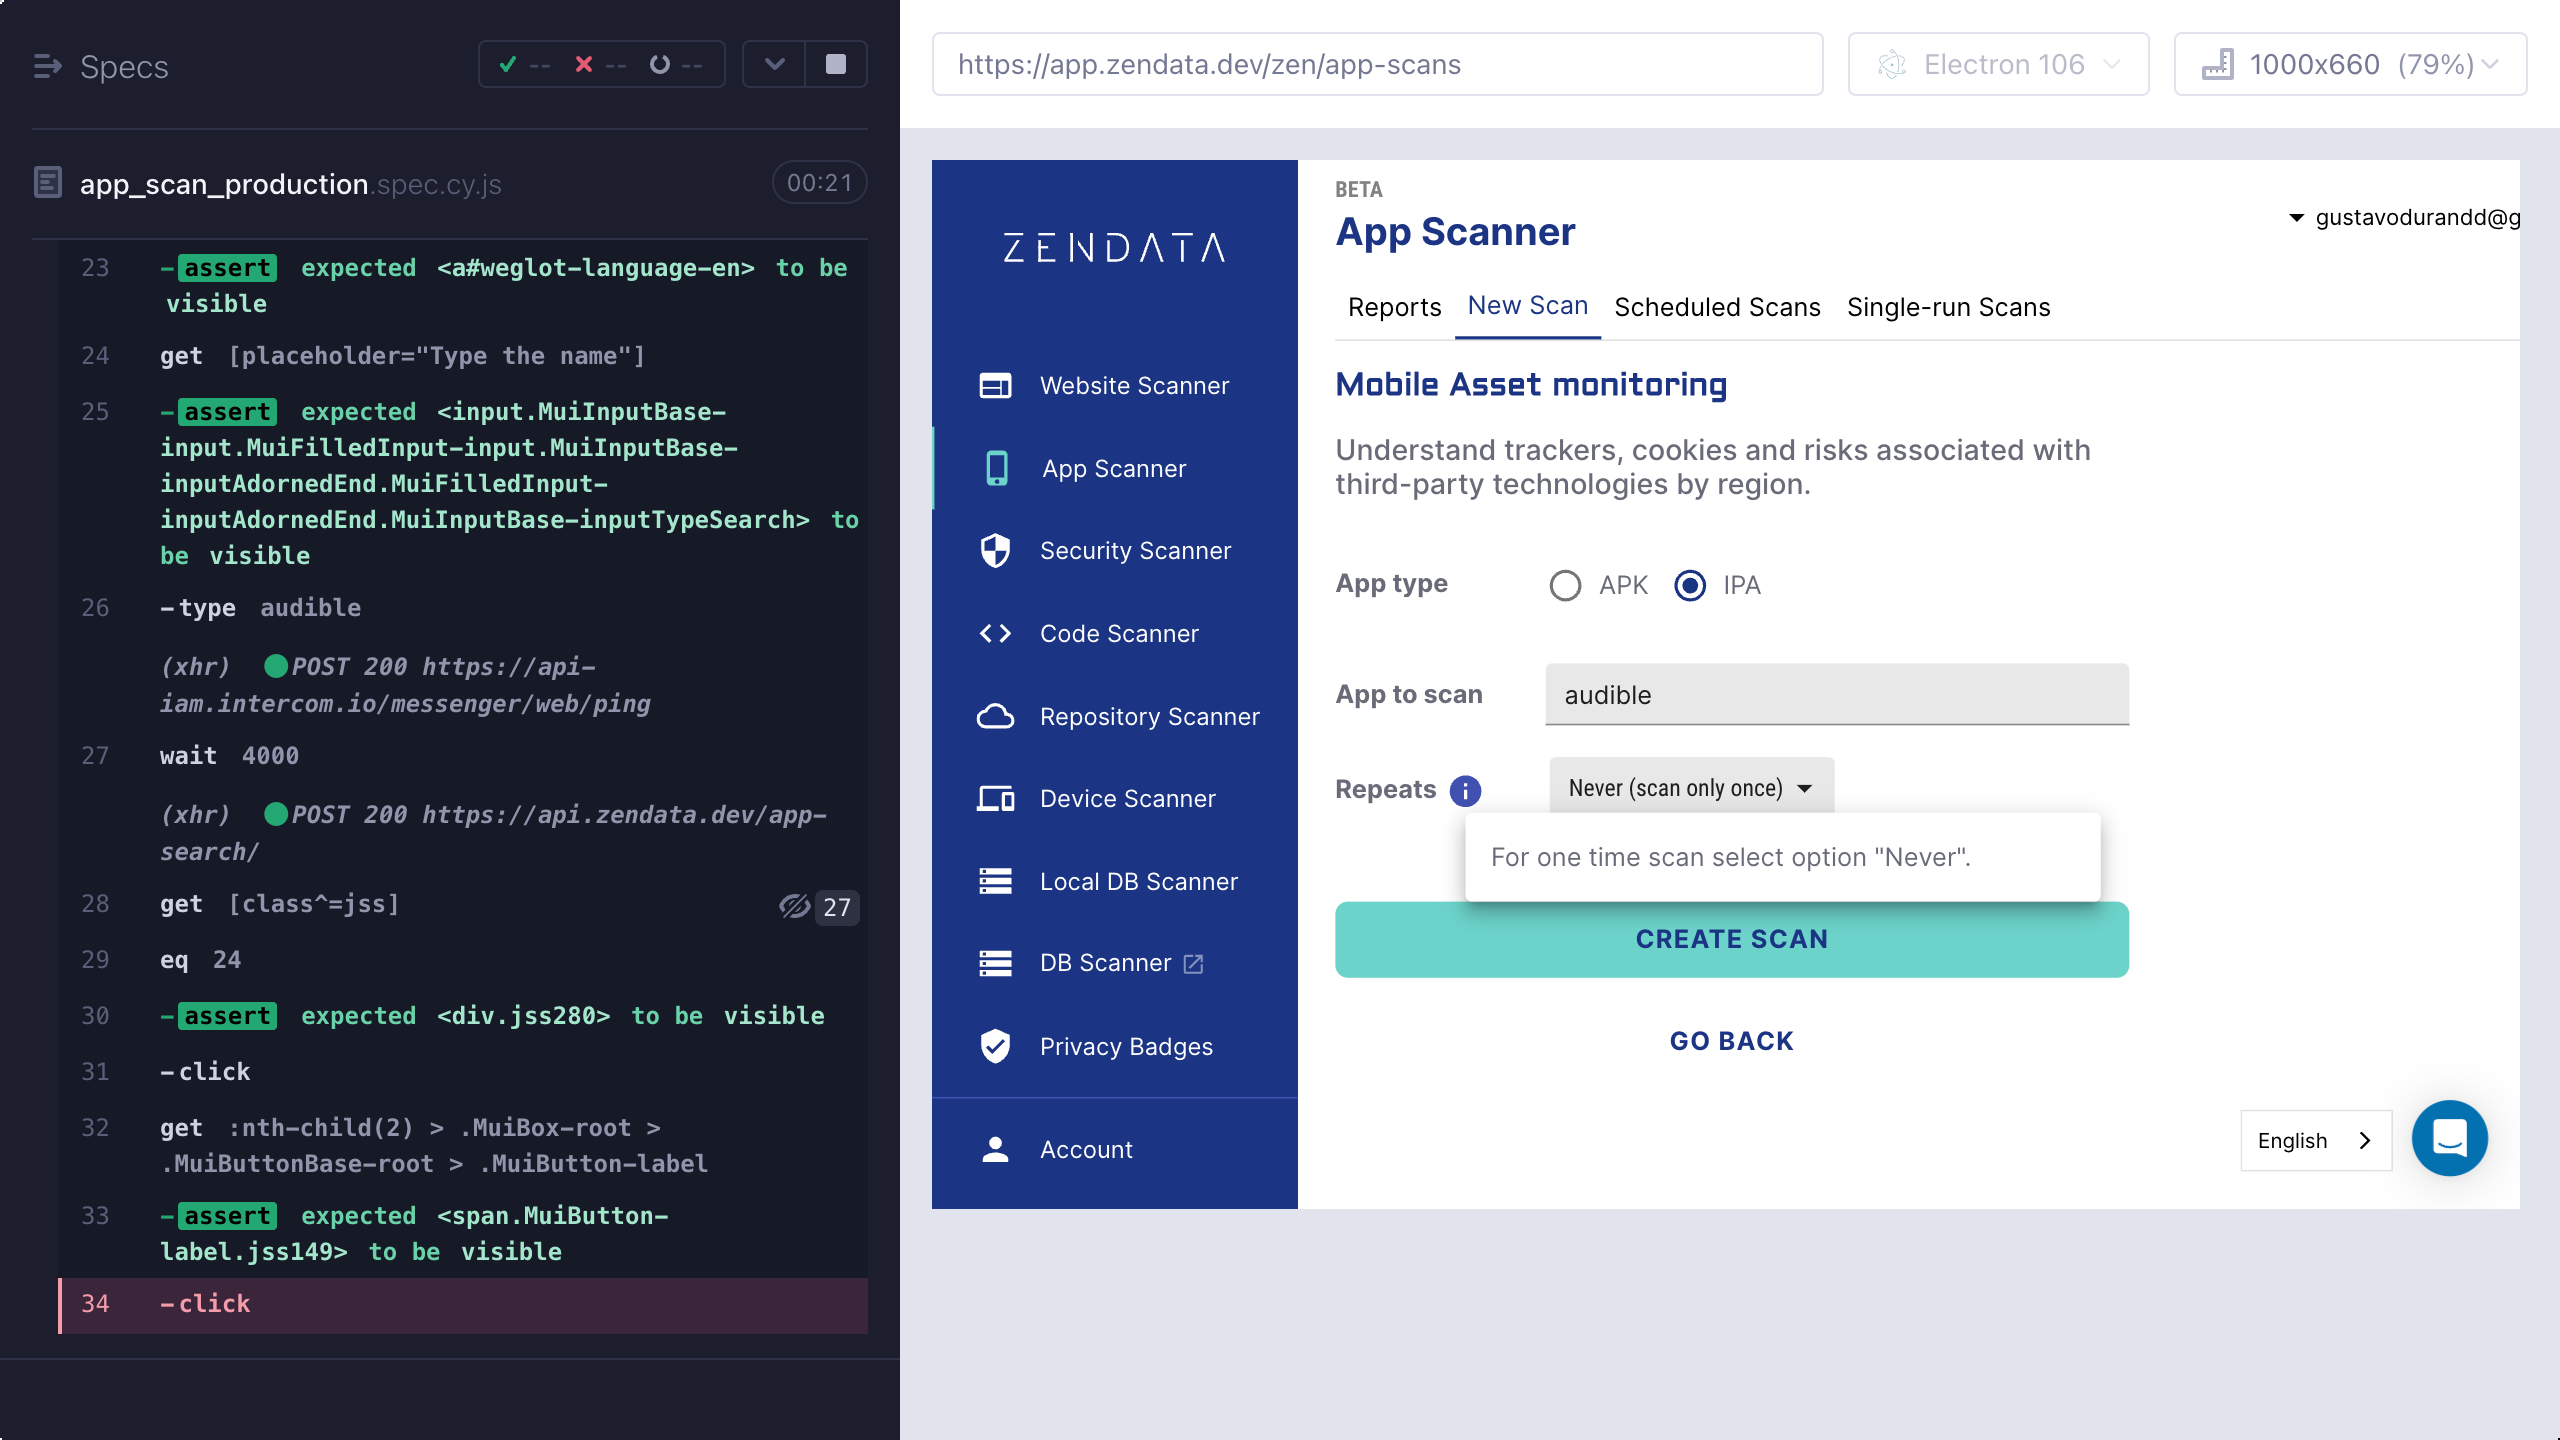 Specs
--
--
--
app_scan_production.spec.cy.js
00:21
23 -assert expected <a#weglot-language-en> to be
visible
24 get [placeholder="Type the name"]
25 -assert expected <input.MuiInputBase-
input.MuiFilledInput-input.MuiInputBase-
inputAdornedEnd.MuiFilledInput-
inputAdornedEnd.MuiInputBase-inputTypeSearch> to
be visible
26 -type audible
(xhr) POST 200 https://api-
iam.intercom.io/messenger/web/ping
27 wait 4000
(xhr) POST 200 https://api.zendata.dev/app-
search/
28 get [class^=jss] 27
29 eq 24
30 -assert expected <div.jss280> to be visible
31 -click
32 get :nth-child(2) > .MuiBox-root >
.MuiButtonBase-root > .MuiButton-label
33 -assert expected <span.MuiButton-
label.jss149> to be visible
34 -click
https://app.zendata.dev/zen/app-scans
Electron 106
1000x660 (79%)
ZENDATA
Website Scanner
App Scanner
Security Scanner
Code Scanner
Repository Scanner
Device Scanner
Local DB Scanner
DB Scanner
Privacy Badges
Account
BETA
App Scanner
gustavodurandd@g
Reports New Scan Scheduled Scans Single-run Scans
Mobile Asset monitoring
Understand trackers, cookies and risks associated with
third-party technologies by region.
App type APK IPA
App to scan audible
Repeats i Never (scan only once)
For one time scan select option "Never".
CREATE SCAN
GO BACK
English